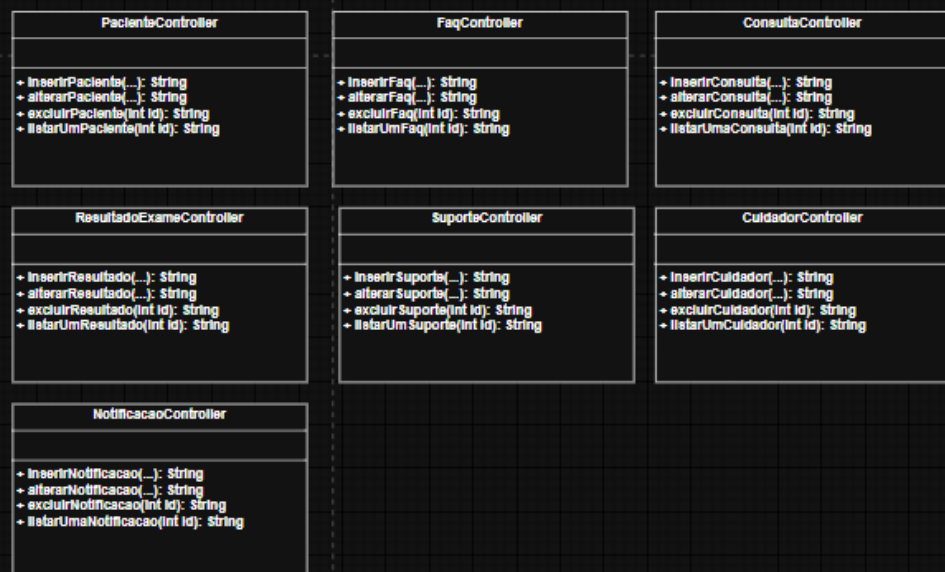 PacienteController
+ inserirPaciente(...): String
+ alterarPaciente(...): String
+ excluirPaciente(int id): String
+ listarUmPaciente(int id): String
FaqController
+ inserirFaq(...): String
+ alterarFaq(...): String
+ excluirFaq(int id): String
+ listarUmFaq(int id): String
ConsultaController
+ inserirConsulta(...): String
+ alterarConsulta(...): String
+ excluirConsulta(int id): String
+ listarUmaConsulta(int id): String
ResultadoExameController
+ inserirResultado(...): String
+ alterarResultado(...): String
+ excluirResultado(int id): String
+ listarUmResultado(int id): String
SuporteController
+ inserirSuporte(...): String
+ alterarSuporte(...): String
+ excluirSuporte(int id): String
+ listarUmSuporte(int id): String
CuidadorController
+ inserirCuidador(...): String
+ alterarCuidador(...): String
+ excluirCuidador(int id): String
+ listarUmCuidador(int id): String
NotificacaoController
+ inserirNotificacao(...): String
+ alterarNotificacao(...): String
+ excluirNotificacao(int id): String
+ listarUmaNotificacao(int id): String